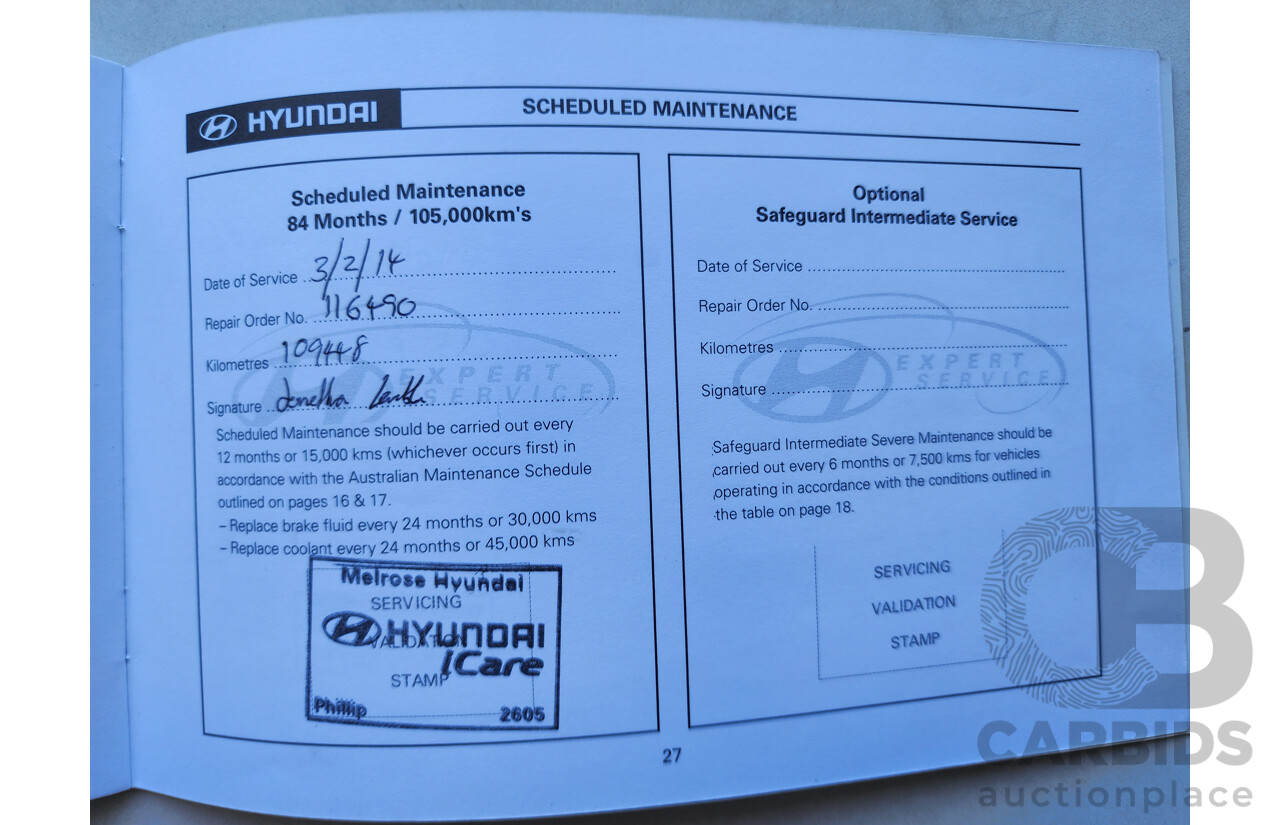 HYUNDAI
SCHEDULED MAINTENANCE
Scheduled Maintenance
84 Months / 105,000km's
Date of Service 3/2/14
Repair Order No. 116490
Kilometres 109448
Signature
EXPERT
SERVICE
Scheduled Maintenance should be carried out every
12 months or 15,000 kms (whichever occurs first) in
accordance with the Australian Maintenance Schedule
outlined on pages 16 & 17.
– Replace brake fluid every 24 months or 30,000 kms
– Replace coolant every 24 months or 45,000 kms
Melrose Hyundai
SERVICING
HYUNDAI
VALIDATION
iCare
STAMP
Phillip 2605
Optional
Safeguard Intermediate Service
Date of Service
Repair Order No.
Kilometres
EXPERT
SERVICE
Signature
Safeguard Intermediate Severe Maintenance should be
carried out every 6 months or 7,500 kms for vehicles
operating in accordance with the conditions outlined in
the table on page 18.
SERVICING
VALIDATION
STAMP
27
CB
CARBIDS
auctionplace